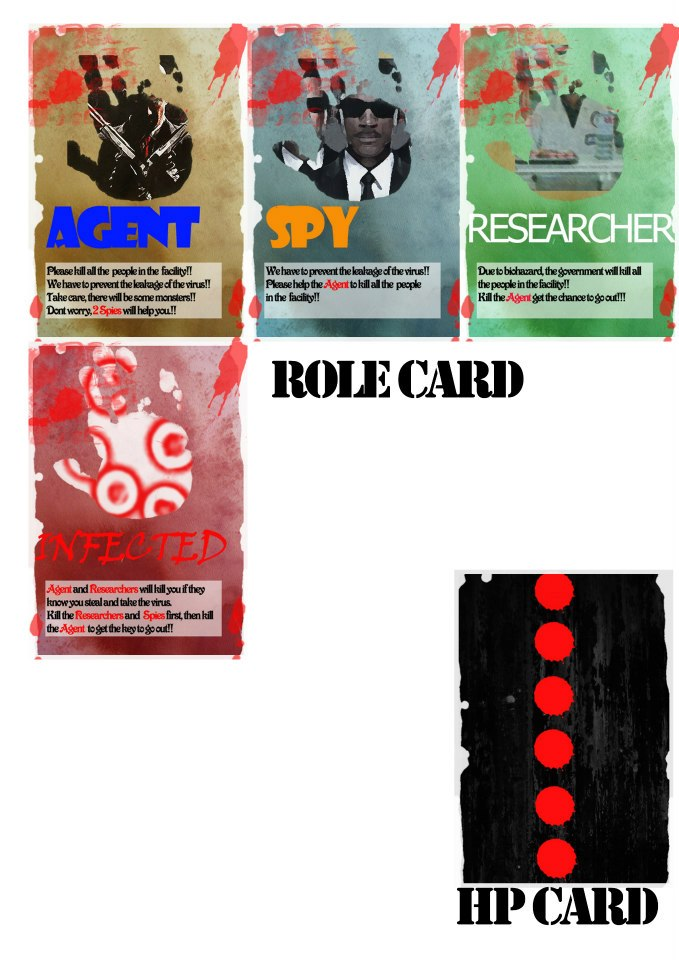 AGENT
Please kill all the people in the facility!!
We have to prevent the leakage of the virus!!
Take care, there will be some monsters!!
Dont worry, 2 Spies will help you.!!
SPY
We have to prevent the leakage of the virus!!
Please help the Agent to kill all the people
in the facility!!
RESEARCHER
Due to biohazard, the government will kill all
the people in the facility!!
Kill the Agent get the chance to go out!!!
ROLE CARD
INFECTED
Agent and Researchers will kill you if they
know you steal and take the virus.
Kill the Researchers and Spies first, then kill
the Agent to get the key to go out!!
HP CARD